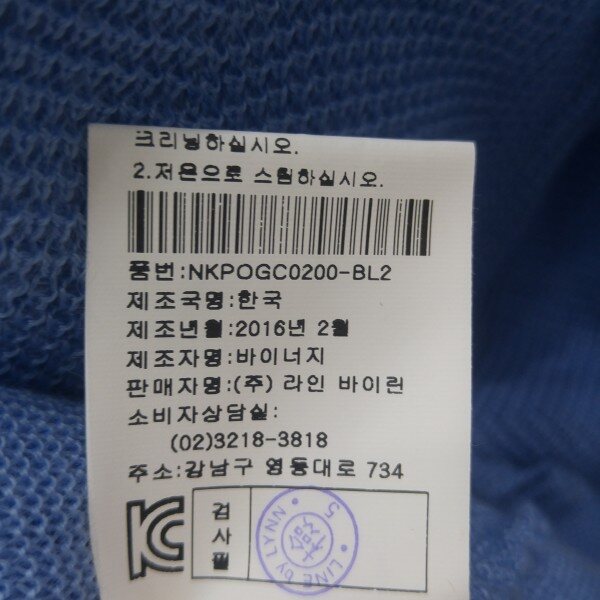 크리닝하십시오.
2.저온으로 스팀하십시오.
품번:NKPOGC0200-BL2
제조국명:한국
제조년월:2016년 2월
제조자명:바이너지
판매자명:(주) 라인 바이린
소비자상담실:
(02)3218-3818
주소:강남구 영동대로 734
KC
검사필
5
LINE by LYNN